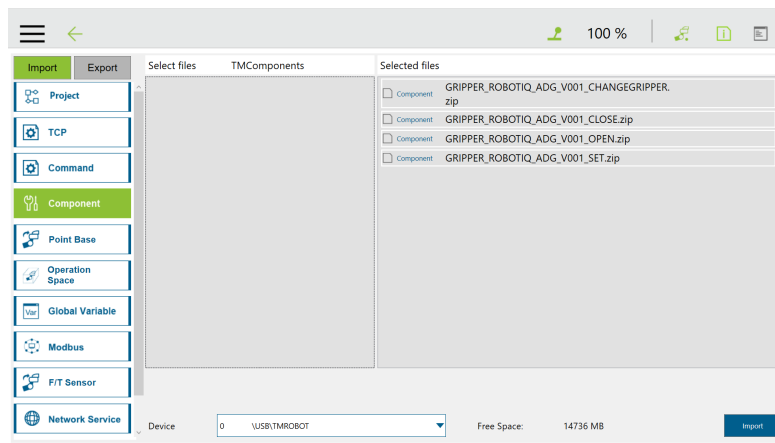 100 %
Import Export
Select files TMComponents
Selected files
Project
TCP
Command
Component
Point Base
Operation
Space
Var Global Variable
Modbus
F/T Sensor
Network Service
Component GRIPPER_ROBOTIQ_ADG_V001_CHANGEGRIPPER.
zip
Component GRIPPER_ROBOTIQ_ADG_V001_CLOSE.zip
Component GRIPPER_ROBOTIQ_ADG_V001_OPEN.zip
Component GRIPPER_ROBOTIQ_ADG_V001_SET.zip
Device 0 \USB\TMROBOT Free Space: 14736 MB Import